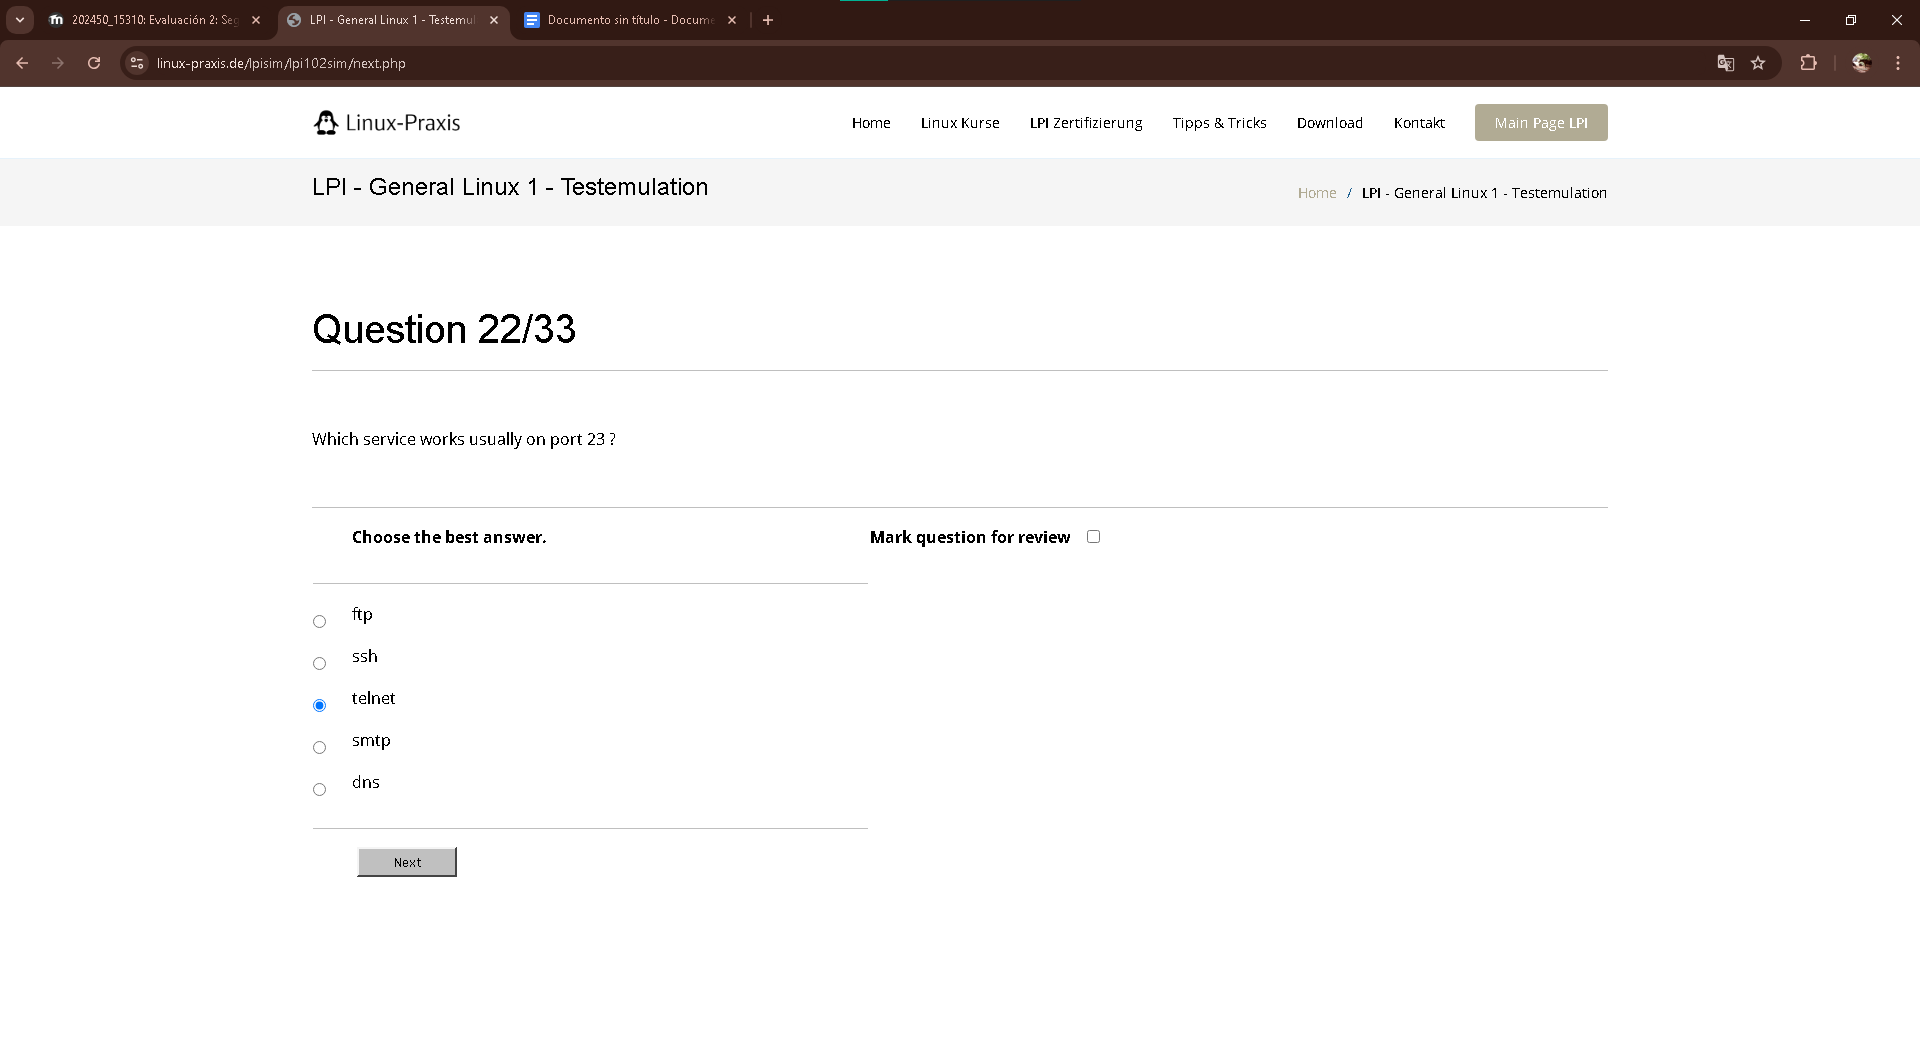 202450_15310: Evaluación 2: Seg
LPI - General Linux 1 - Testemul
Documento sin título - Docume
linux-praxis.de/lpisim/lpi102sim/next.php
Linux-Praxis
Home
Linux Kurse
LPI Zertifizierung
Tipps & Tricks
Download
Kontakt
Main Page LPI
LPI - General Linux 1 - Testemulation
Home / LPI - General Linux 1 - Testemulation
Question 22/33
Which service works usually on port 23 ?
Choose the best answer.
Mark question for review
ftp
ssh
telnet
smtp
dns
Next